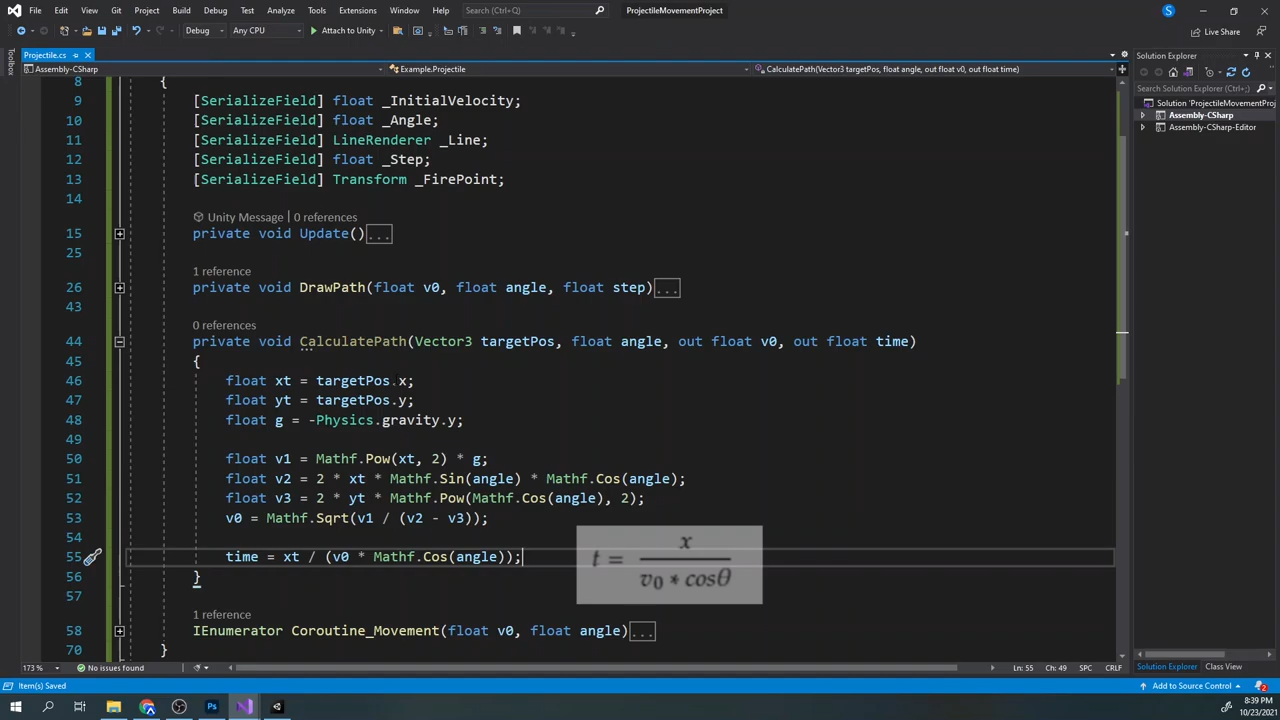 File Edit View Git Project Build Debug Test Analyze Tools Extensions Window Help Search (Ctrl+Q) ProjectileMovementProject S
Debug Any CPU Attach to Unity Live Share
Toolbox
Projectile.cs
Assembly-CSharp Example.Projectile CalculatePath(Vector3 targetPos, float angle, out float v0, out float time)
Solution Explorer
Search Solution Explorer (Ctrl+;)
Solution 'ProjectileMovementProj
Assembly-CSharp
Assembly-CSharp-Editor
8 {
9 [SerializeField] float _InitialVelocity;
10 [SerializeField] float _Angle;
11 [SerializeField] LineRenderer _Line;
12 [SerializeField] float _Step;
13 [SerializeField] Transform _FirePoint;
14
Unity Message | 0 references
15 private void Update()...
25
1 reference
26 private void DrawPath(float v0, float angle, float step)...
43
0 references
44 private void CalculatePath(Vector3 targetPos, float angle, out float v0, out float time)
45 {
46 float xt = targetPos.x;
47 float yt = targetPos.y;
48 float g = -Physics.gravity.y;
49
50 float v1 = Mathf.Pow(xt, 2) * g;
51 float v2 = 2 * xt * Mathf.Sin(angle) * Mathf.Cos(angle);
52 float v3 = 2 * yt * Mathf.Pow(Mathf.Cos(angle), 2);
53 v0 = Mathf.Sqrt(v1 / (v2 - v3));
54
55 time = xt / (v0 * Mathf.Cos(angle));
56 }
57
t = x / v₀ * cosθ
1 reference
58 IEnumerator Coroutine_Movement(float v0, float angle)...
70 }
173 % No issues found Ln: 55 Ch: 49 SPC CRLF
Solution Explorer Class View
Item(s) Saved Add to Source Control 2
8:39 PM
10/23/2021